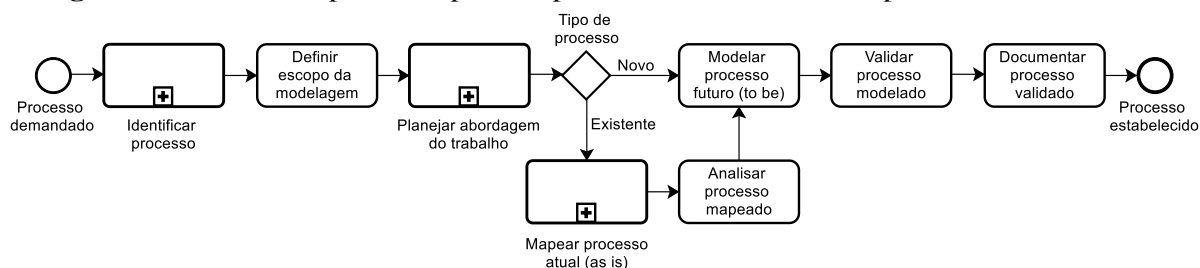 Tipo de
processo
Processo
demandado
Identificar
processo
Definir
escopo da
modelagem
Planejar abordagem
do trabalho
Novo
Existente
Modelar
processo
futuro (to be)
Validar
processo
modelado
Documentar
processo
validado
Processo
estabelecido
Mapear processo
atual (as is)
Analisar
processo
mapeado